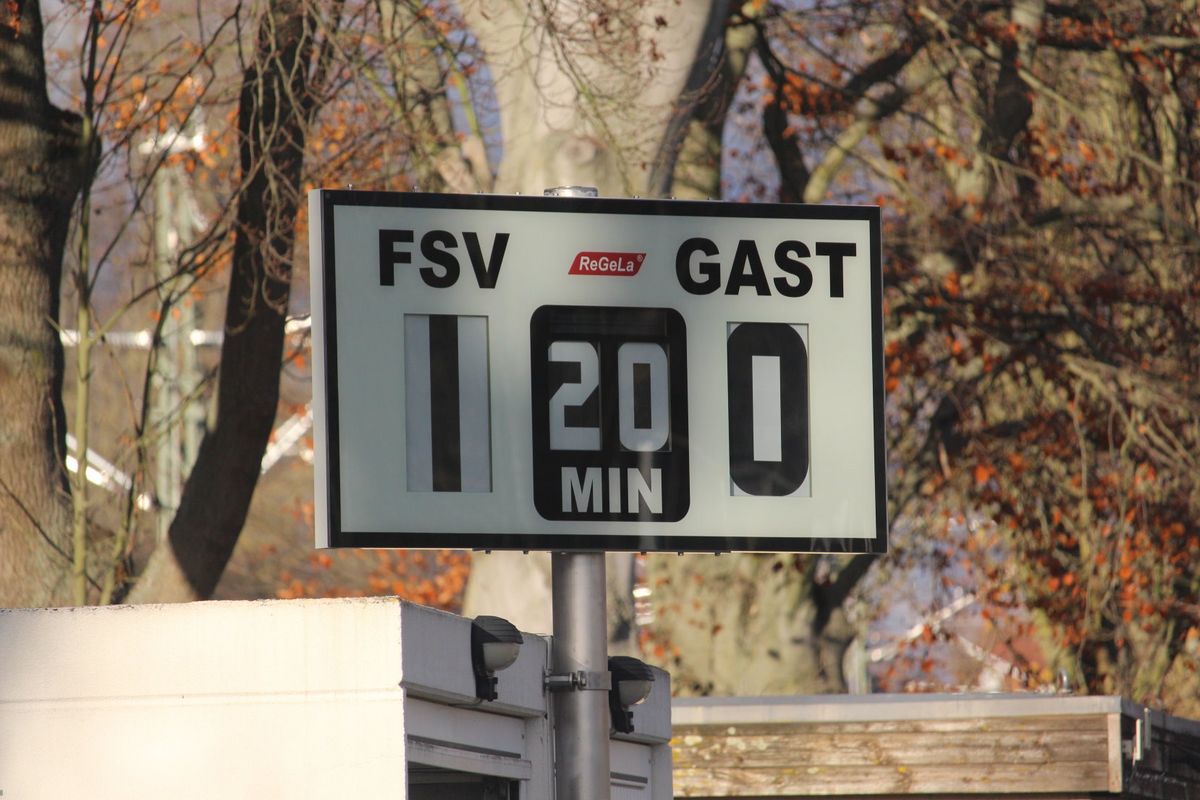 FSV ReGeLa® GAST
1 20 0
MIN